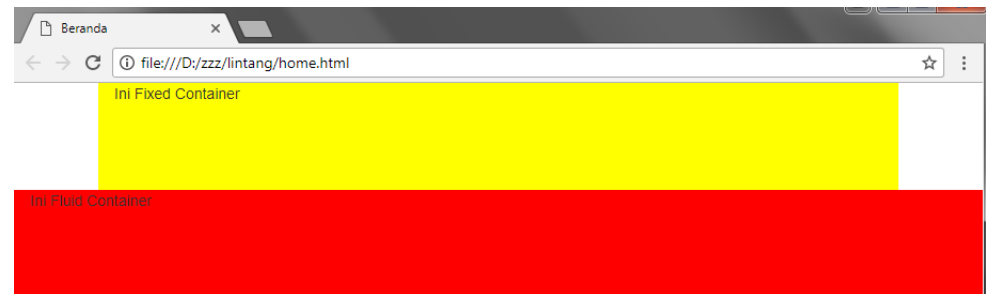 Beranda
file:///D:/zzz/lintang/home.html
Ini Fixed Container
Ini Fluid Container